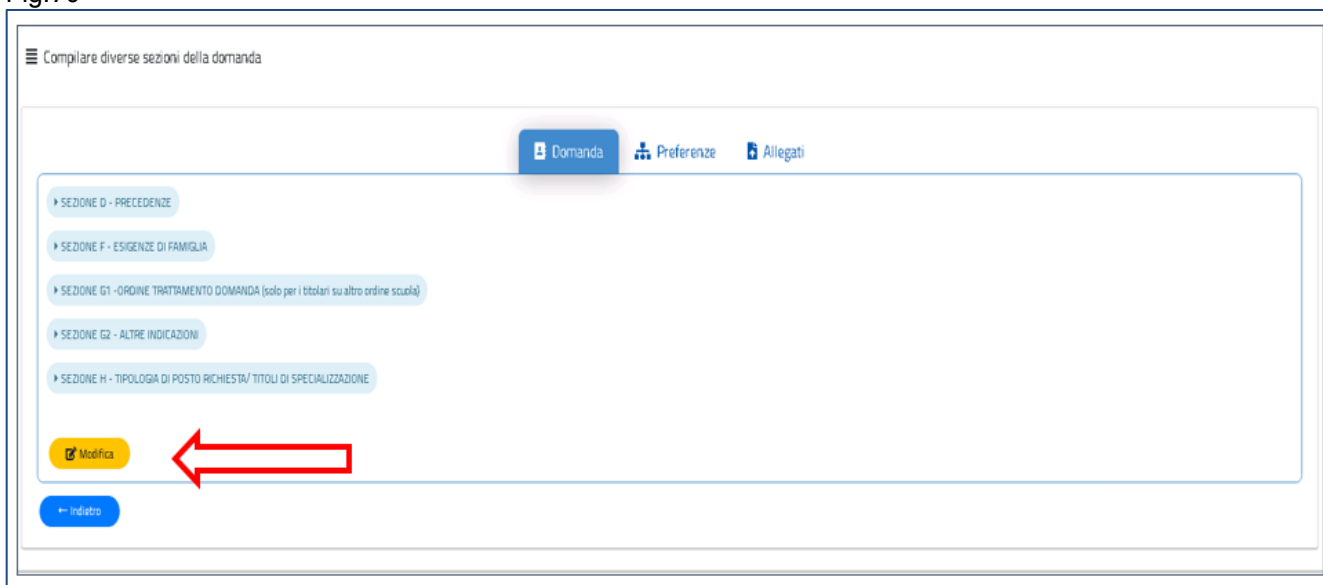 Compilare diverse sezioni della domanda
Domanda Preferenze Allegati
SEZIONE D - PRECEDENZE
SEZIONE F - ESIGENZE DI FAMIGLIA
SEZIONE G1 -ORDINE TRATTAMENTO DOMANDA (solo per i titolari su altro ordine scuola)
SEZIONE G2 - ALTRE INDICAZIONI
SEZIONE H - TIPOLOGIA DI POSTO RICHIESTA/ TITOLI DI SPECIALIZZAZIONE
Modifica
← Indietro